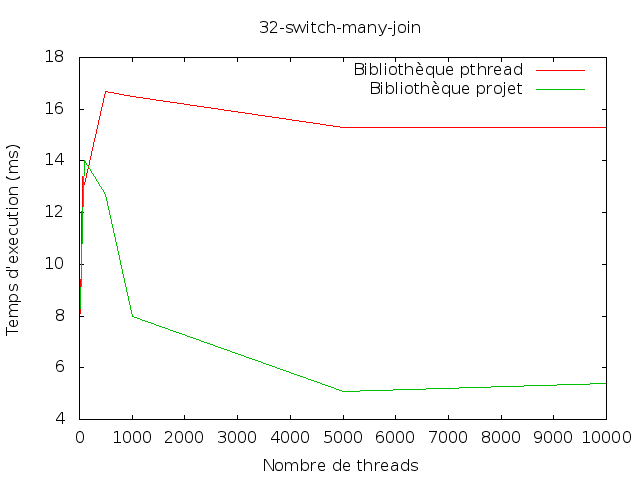 32-switch-many-join
Bibliothèque pthread
Bibliothèque projet
18
16
14
12
10
8
6
4
Temps d'execution (ms)
0 1000 2000 3000 4000 5000 6000 7000 8000 9000 10000
Nombre de threads